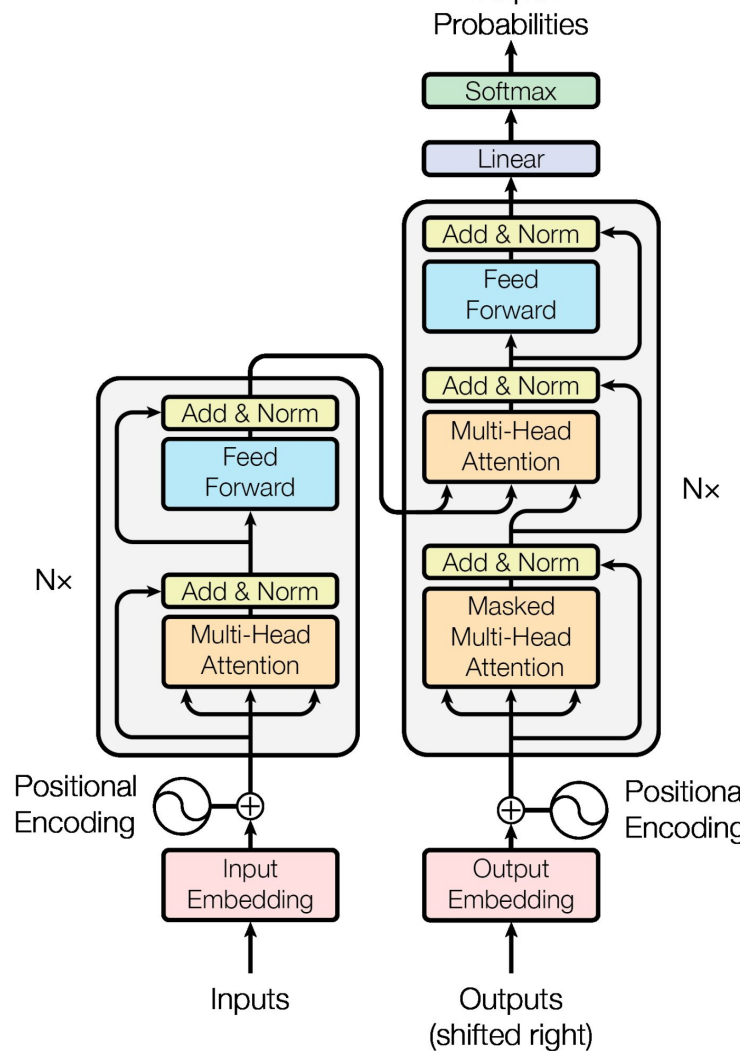 Probabilities
Softmax
Linear
Add & Norm
Feed
Forward
Add & Norm
Multi-Head
Attention
Nx
Add & Norm
Masked
Multi-Head
Attention
Add & Norm
Feed
Forward
Nx
Add & Norm
Multi-Head
Attention
Positional
Encoding
Positiona
Encoding
Input
Embedding
Output
Embedding
Inputs
Outputs
(shifted right)